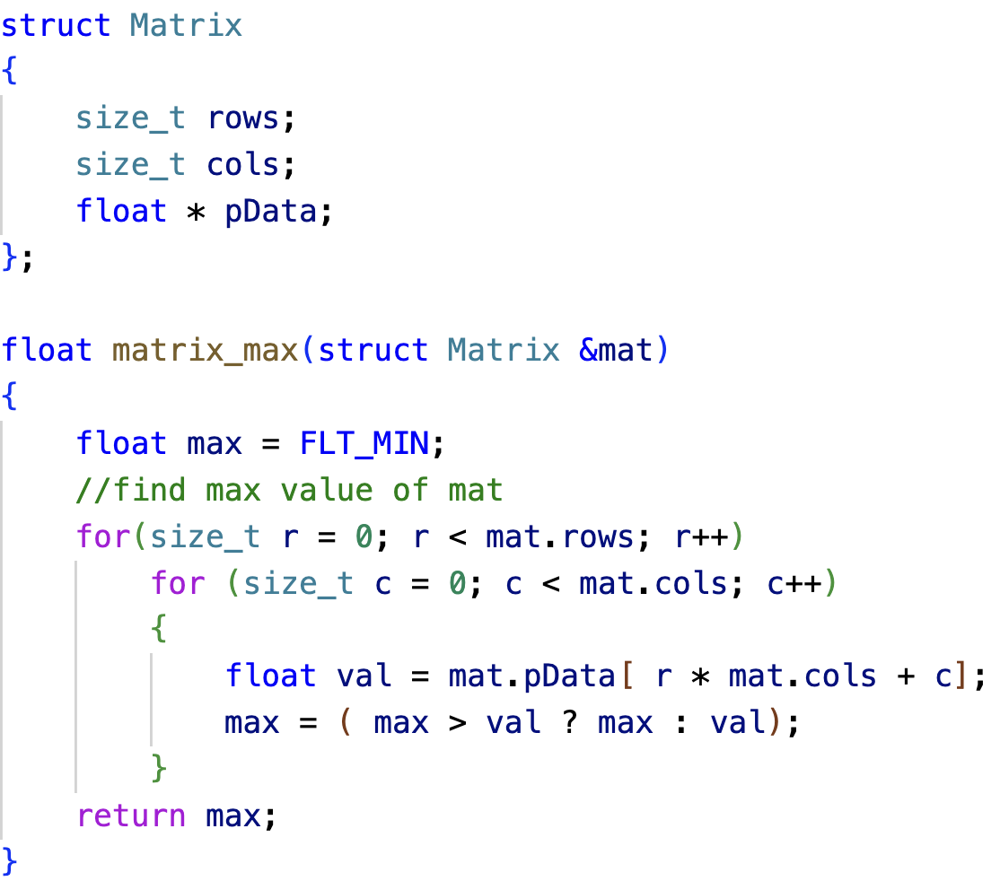 struct Matrix
{
    size_t rows;
    size_t cols;
    float * pData;
};

float matrix_max(struct Matrix &mat)
{
    float max = FLT_MIN;
    //find max value of mat
    for(size_t r = 0; r < mat.rows; r++)
        for (size_t c = 0; c < mat.cols; c++)
        {
            float val = mat.pData[ r * mat.cols + c];
            max = ( max > val ? max : val);
        }
    return max;
}